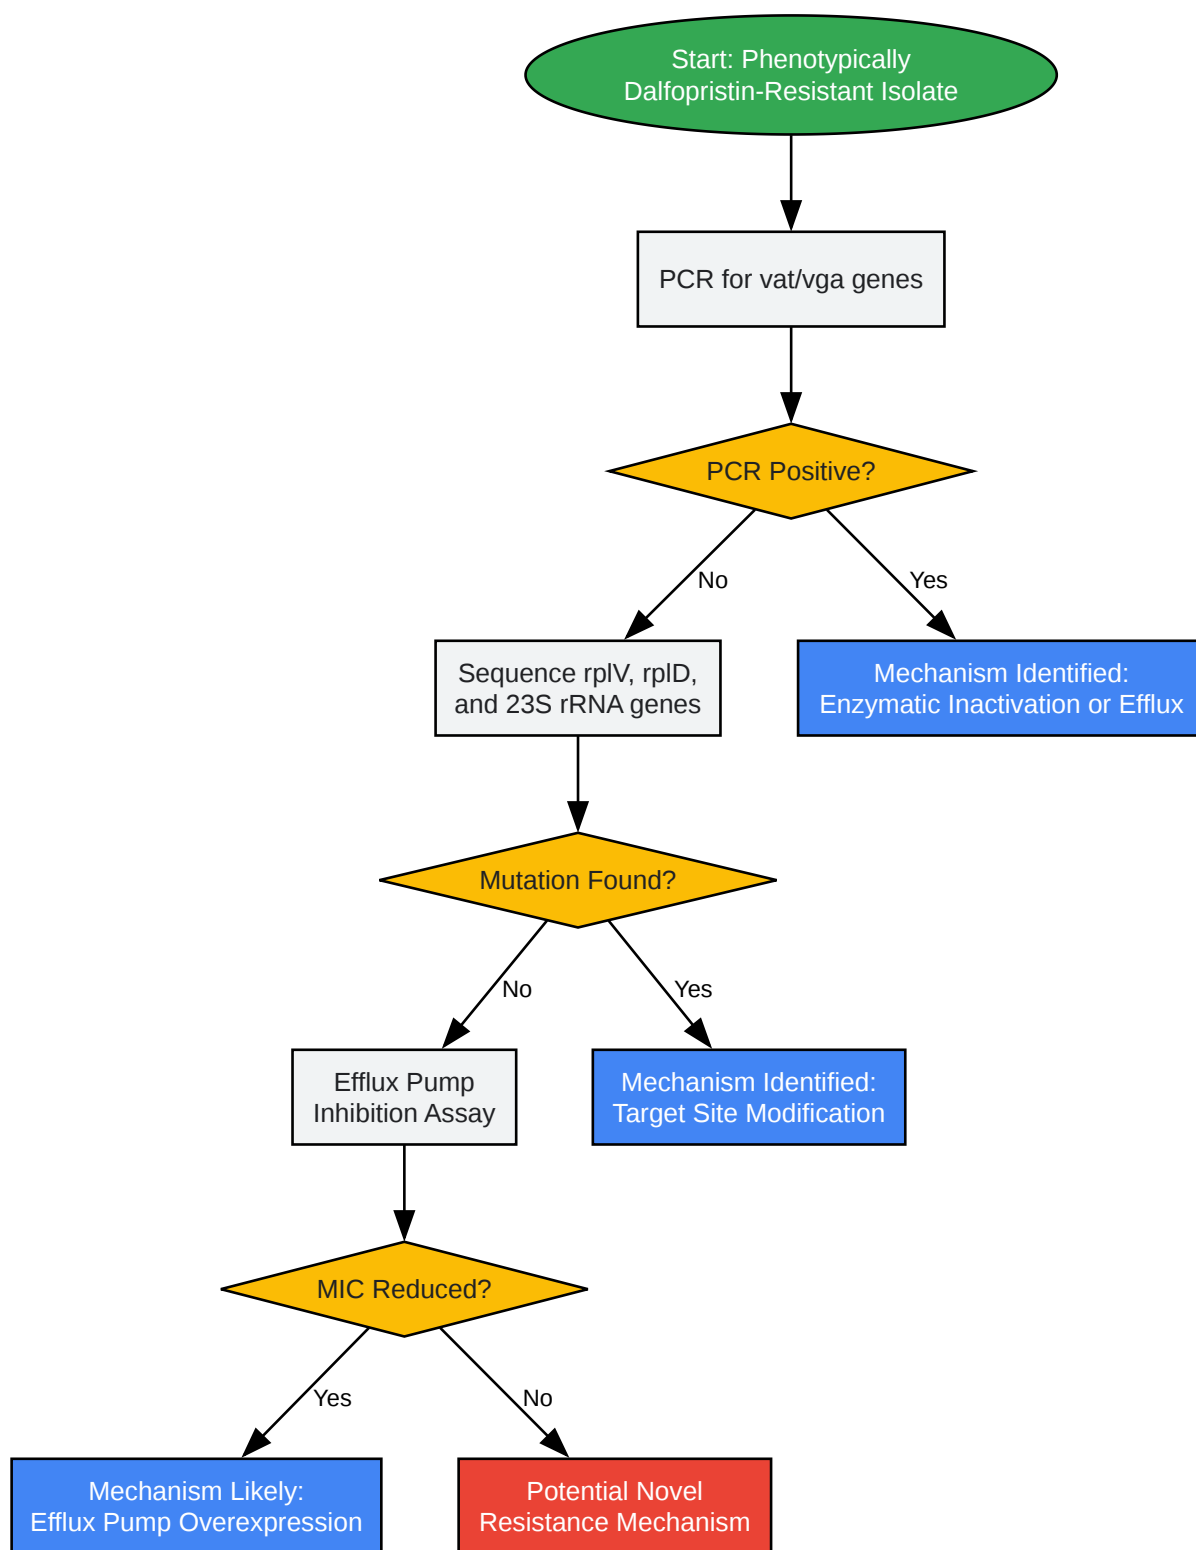 Start: Phenotypically
Dalfopristin-Resistant Isolate
PCR for vat/vga genes
PCR Positive?
No
Yes
Sequence rplV, rplD,
and 23S rRNA genes
Mechanism Identified:
Enzymatic Inactivation or Efflux
Mutation Found?
No
Yes
Efflux Pump
Inhibition Assay
Mechanism Identified:
Target Site Modification
MIC Reduced?
Yes
No
Mechanism Likely:
Efflux Pump Overexpression
Potential Novel
Resistance Mechanism